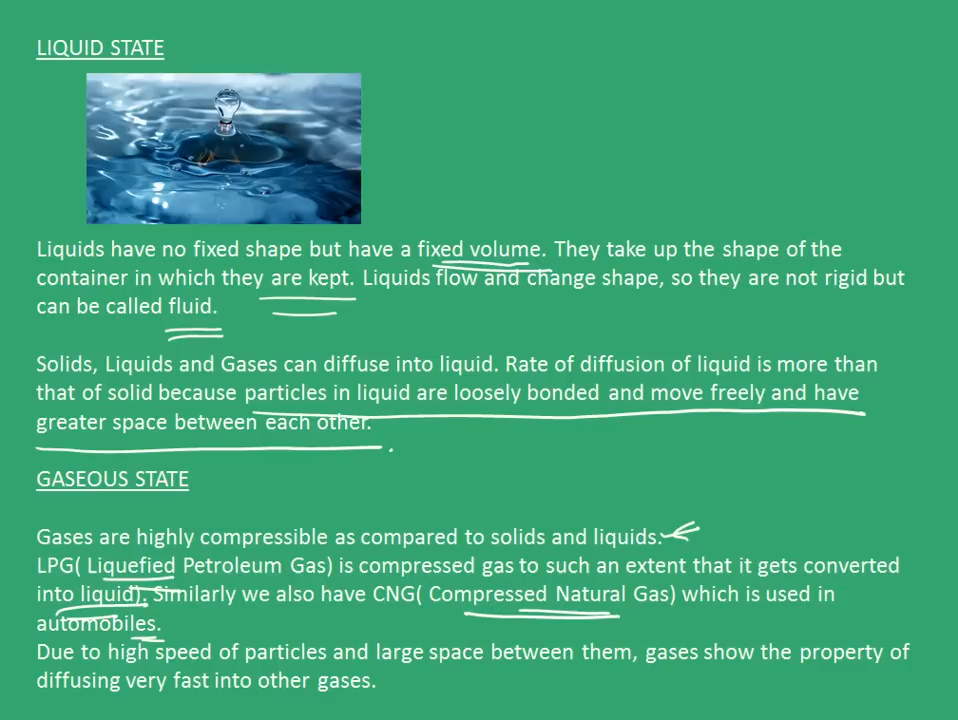 LIQUID STATE
Liquids have no fixed shape but have a fixed volume. They take up the shape of the
container in which they are kept. Liquids flow and change shape, so they are not rigid but
can be called fluid.
Solids, Liquids and Gases can diffuse into liquid. Rate of diffusion of liquid is more than
that of solid because particles in liquid are loosely bonded and move freely and have
greater space between each other.
GASEOUS STATE
Gases are highly compressible as compared to solids and liquids.
LPG( Liquefied Petroleum Gas) is compressed gas to such an extent that it gets converted
into liquid). Similarly we also have CNG( Compressed Natural Gas) which is used in
automobiles.
Due to high speed of particles and large space between them, gases show the property of
diffusing very fast into other gases.